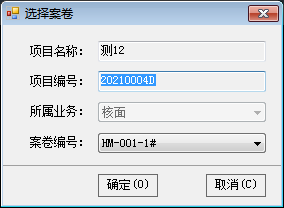 选择案卷
项目名称： 测12
项目编号： 20210004D
所属业务： 核面
案卷编号： HM-001-1#
确定(O) 取消(C)